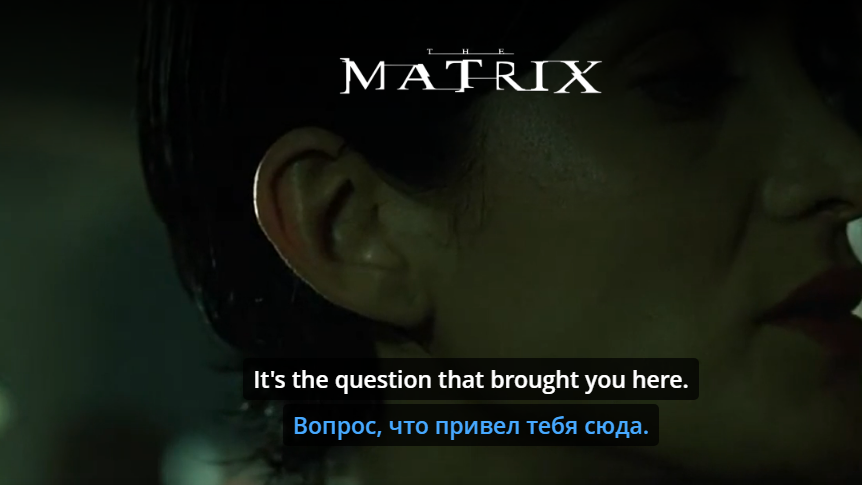 THE
MATRIX
It's the question that brought you here.
Вопрос, что привел тебя сюда.